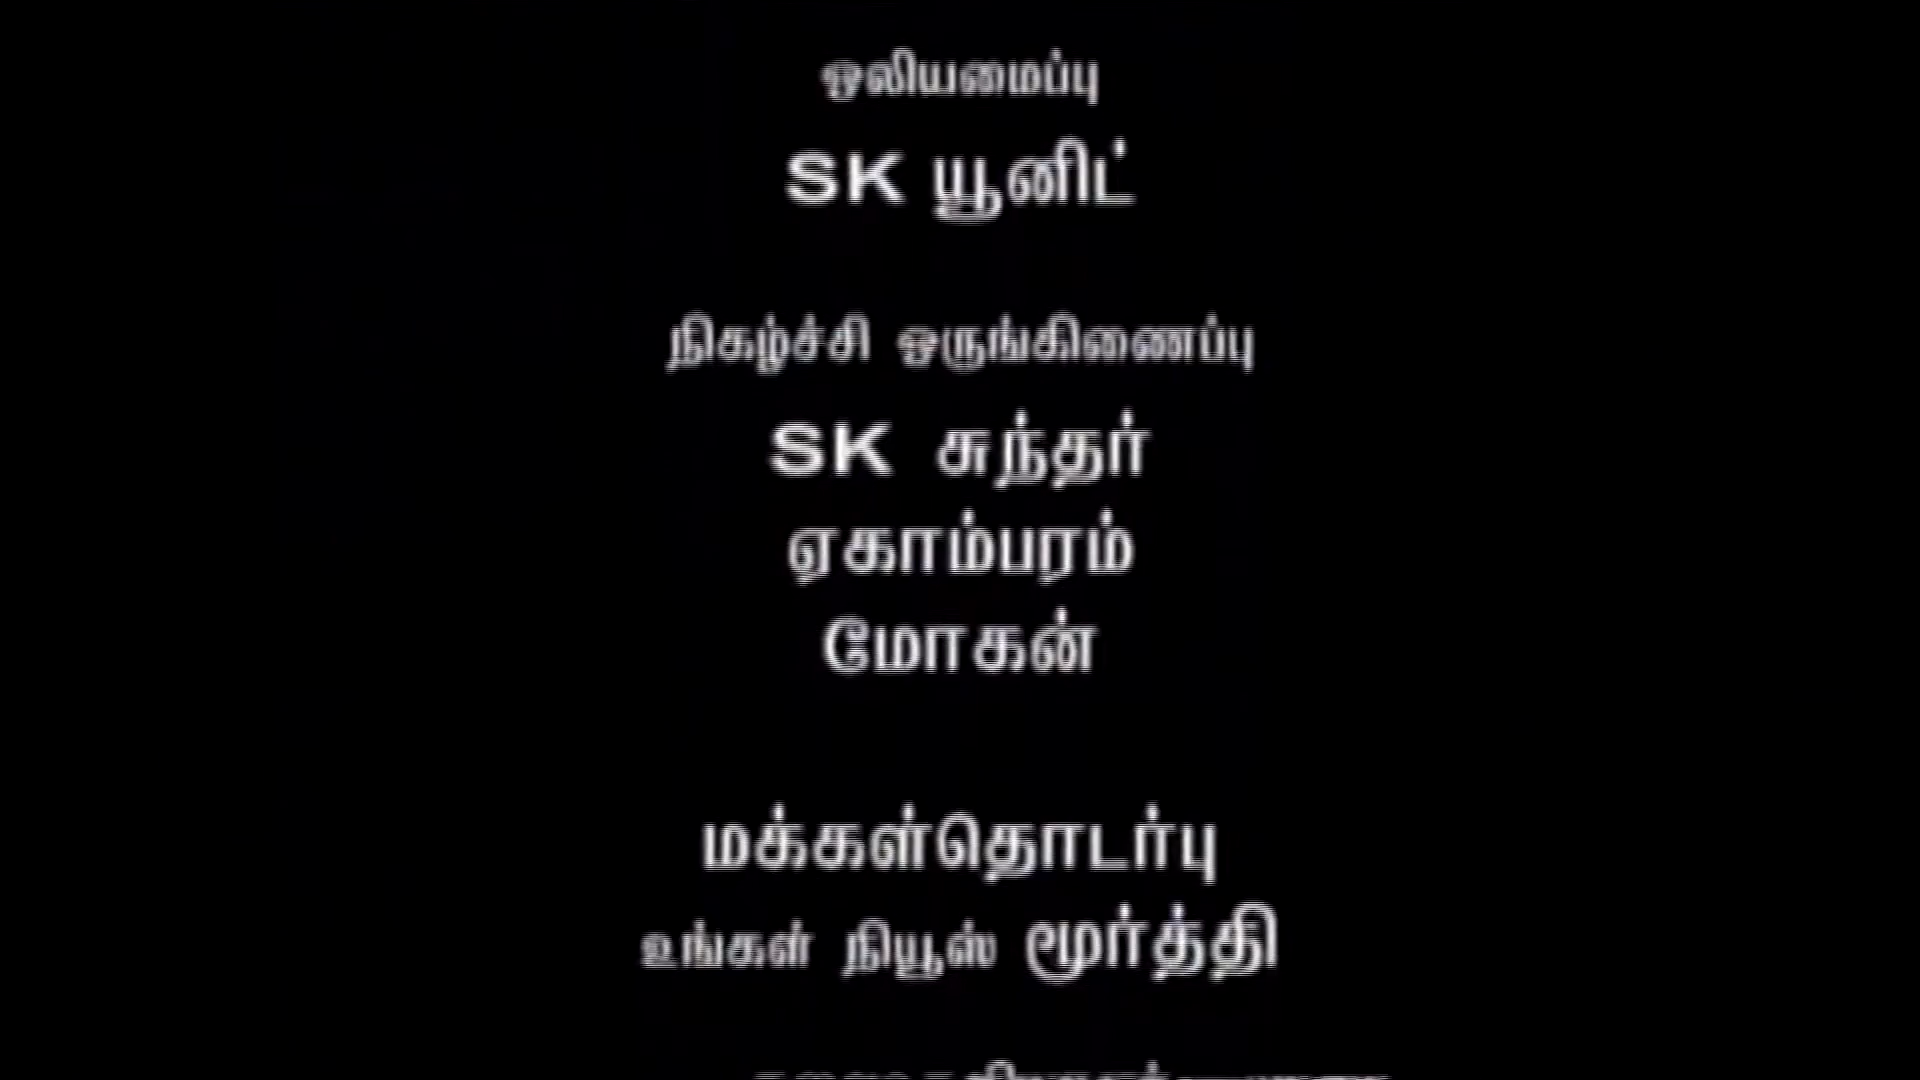 ஒலியமைப்பு
SK யூனிட்
நிகழ்ச்சி ஒருங்கிணைப்பு
SK சுந்தர்
ஏகாம்பரம்
மோகன்
மக்கள்தொடர்பு
உங்கள் நியூஸ் மூர்த்தி